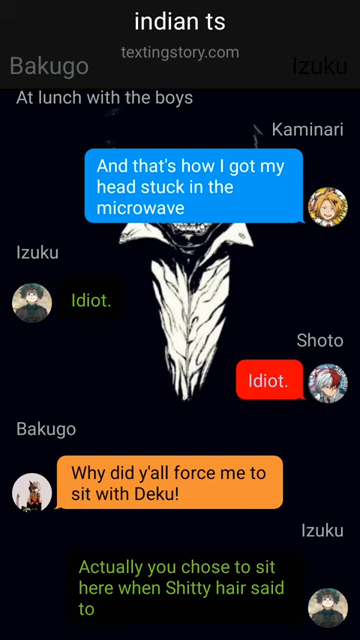 indian ts
textingstory.com
Bakugo
Izuku
At lunch with the boys
Kaminari
And that's how I got my
head stuck in the
microwave
Izuku
Idiot.
Shoto
Idiot.
Bakugo
Why did y'all force me to
sit with Deku!
Izuku
Actually you chose to sit
here when Shitty hair said
to